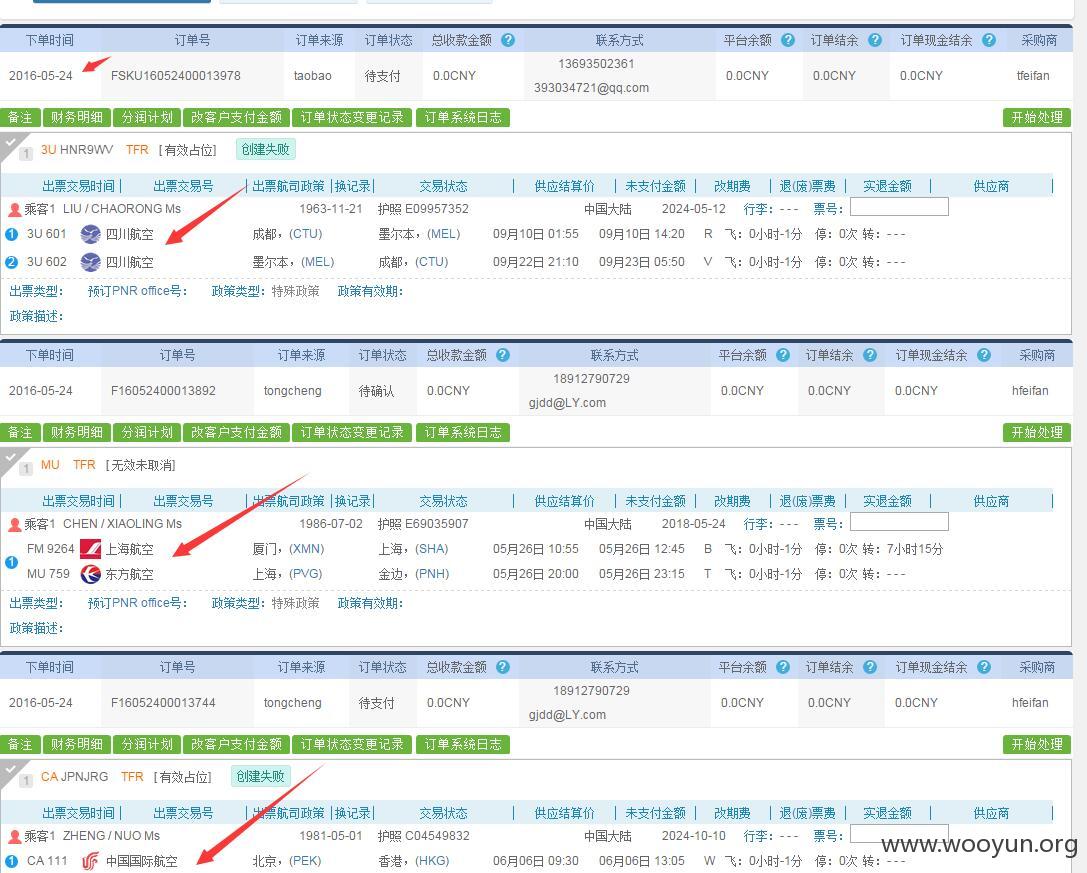 下单时间 订单号 订单来源 订单状态 总收款金额 ? 联系方式 平台余额 ? 订单结余 ? 订单现金结余 ? 采购商
2016-05-24 FSKU16052400013978 taobao 待支付 0.0CNY 13693502361 0.0CNY 0.0CNY 0.0CNY tfeifan
393034721@qq.com
备注 财务明细 分润计划 改客户支付金额 订单状态变更记录 订单系统日志 开始处理
1 3U HNR9WV TFR [有效占位] 创建失败
出票交易时间| 出票交易号 |出票航司政策 |换记录| 交易状态 | 供应结算价 | 未支付金额 | 改期费 | 退(废)票费 | 实退金额 | 供应商 |
乘客1 LIU / CHAORONG Ms 1963-11-21 护照 E09957352 中国大陆 2024-05-12 行李: --- 票号:
1 3U 601 四川航空 成都，(CTU) 墨尔本，(MEL) 09月10日 01:55 09月10日 14:20 R 飞：0小时-1分 停：0次 转：---
2 3U 602 四川航空 墨尔本，(MEL) 成都，(CTU) 09月22日 21:10 09月23日 05:50 V 飞：0小时-1分 停：0次 转：---
出票类型： 预订PNR office号： 政策类型：特殊政策 政策有效期：
政策描述：
下单时间 订单号 订单来源 订单状态 总收款金额 ? 联系方式 平台余额 ? 订单结余 ? 订单现金结余 ? 采购商
2016-05-24 F16052400013892 tongcheng 待确认 0.0CNY 18912790729 0.0CNY 0.0CNY 0.0CNY hfeifan
gjdd@LY.com
备注 财务明细 分润计划 改客户支付金额 订单状态变更记录 订单系统日志 开始处理
1 MU TFR [无效未取消]
出票交易时间| 出票交易号 |出票航司政策 |换记录| 交易状态 | 供应结算价 | 未支付金额 | 改期费 | 退(废)票费 | 实退金额 | 供应商 |
乘客1 CHEN / XIAOLING Ms 1986-07-02 护照 E69035907 中国大陆 2018-05-24 行李: --- 票号:
1 FM 9264 上海航空 厦门，(XMN) 上海，(SHA) 05月26日 10:55 05月26日 12:45 B 飞：0小时-1分 停：0次 转：7小时15分
MU 759 东方航空 上海，(PVG) 金边，(PNH) 05月26日 20:00 05月26日 23:15 T 飞：0小时-1分 停：0次 转：---
出票类型： 预订PNR office号： 政策类型：特殊政策 政策有效期：
政策描述：
下单时间 订单号 订单来源 订单状态 总收款金额 ? 联系方式 平台余额 ? 订单结余 ? 订单现金结余 ? 采购商
2016-05-24 F16052400013744 tongcheng 待支付 0.0CNY 18912790729 0.0CNY 0.0CNY 0.0CNY hfeifan
gjdd@LY.com
备注 财务明细 分润计划 改客户支付金额 订单状态变更记录 订单系统日志 开始处理
1 CA JPNJRG TFR [有效占位] 创建失败
出票交易时间| 出票交易号 |出票航司政策 |换记录| 交易状态 | 供应结算价 | 未支付金额 | 改期费 | 退(废)票费 | 实退金额 | 供应商 |
乘客1 ZHENG / NUO Ms 1981-05-01 护照 C04549832 中国大陆 2024-10-10 行李: --- 票号:
1 CA 111 中国国际航空 北京，(PEK) 香港，(HKG) 06月06日 09:30 06月06日 13:05 W 飞：0小时-1分 停：0次 转：---
www.wooyun.org